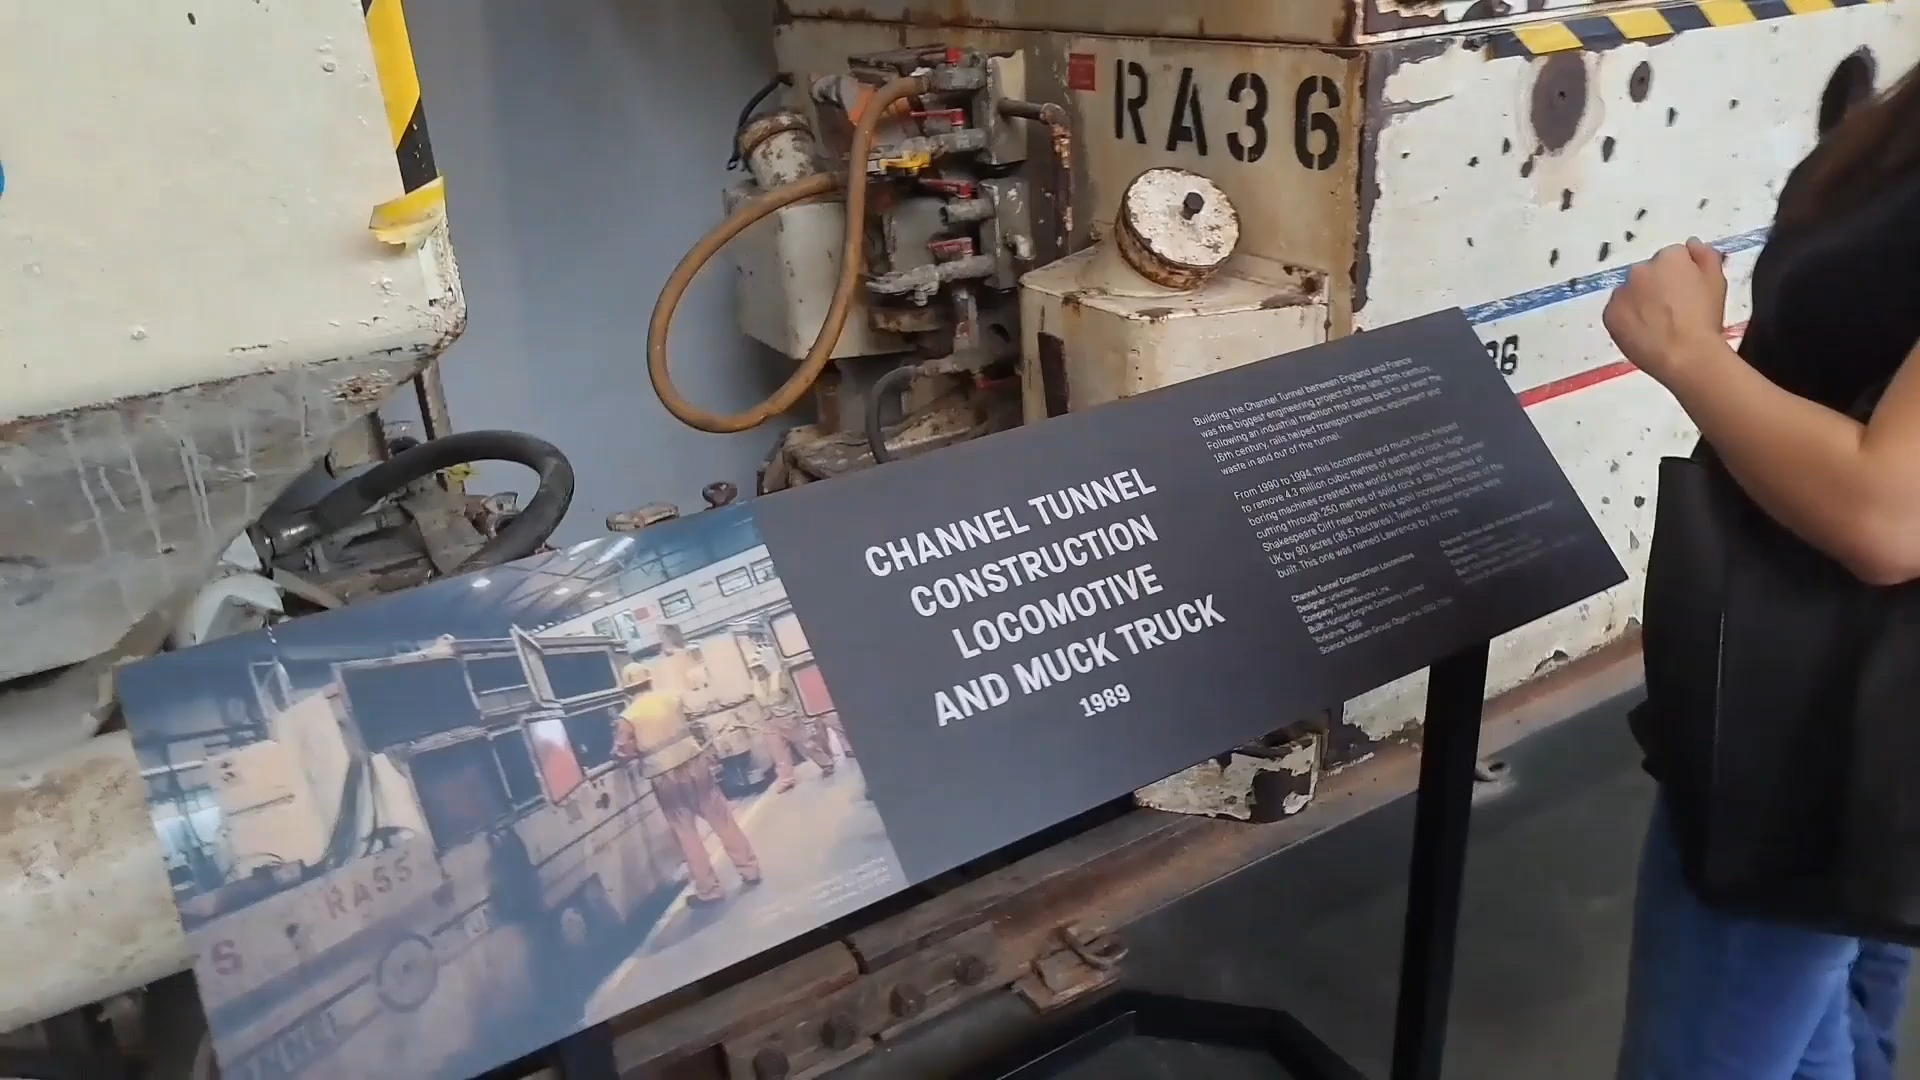 RA36
36
CHANNEL TUNNEL
CONSTRUCTION
LOCOMOTIVE
AND MUCK TRUCK
1989
Building the Channel Tunnel between England and France
was the biggest engineering project of the late 20th century.
Following an industrial tradition that dates back to at least the
16th century, rails helped transport workers, equipment and
waste in and out of the tunnel.
From 1990 to 1994, this locomotive and muck truck helped
to remove 4.3 million cubic metres of earth and rock. Huge
boring machines created the world's longest under-sea tunnel
cutting through 250 metres of solid rock a day. Deposited at
Shakespeare Cliff near Dover, this spoil increased the size of the
UK by 90 acres (36.5 hectares). Twelve of these engines were
built. This one was named Lawrence by its crew.
Channel Tunnel Construction Locomotive
Designer: unknown
Company: TransManche Link
Built: Hunslet Engine Company Limited
Yorkshire, 1989
Science Museum Group. Object no.
RA55
S
TUNNEL